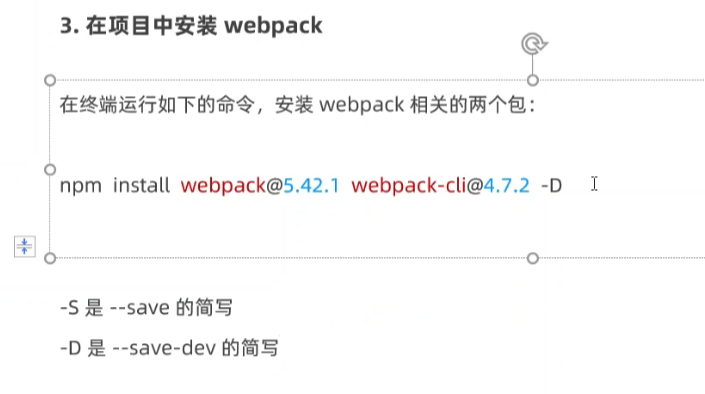 3. 在项目中安装 webpack
在终端运行如下的命令，安装 webpack 相关的两个包：
npm install webpack@5.42.1 webpack-cli@4.7.2 -D
-S 是 --save 的简写
-D 是 --save-dev 的简写